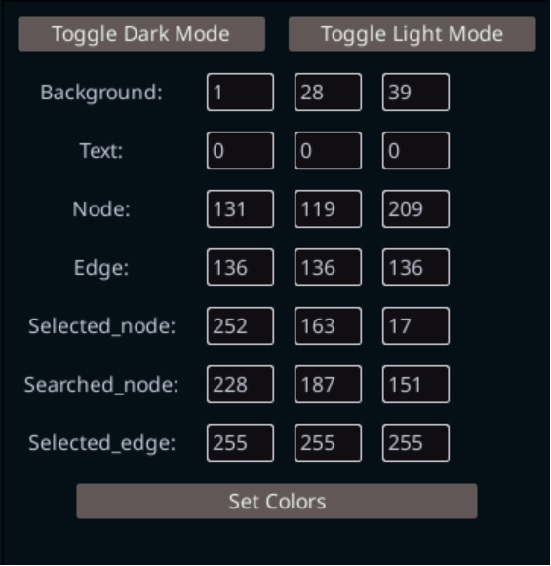 Toggle Dark Mode Toggle Light Mode
Background: 1 28 39
Text: 0 0 0
Node: 131 119 209
Edge: 136 136 136
Selected_node: 252 163 17
Searched_node: 228 187 151
Selected_edge: 255 255 255
Set Colors